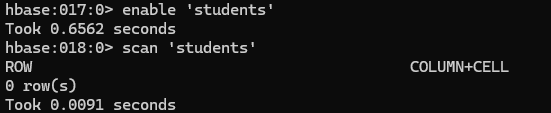 hbase:017:0> enable 'students'
Took 0.6562 seconds
hbase:018:0> scan 'students'
ROW COLUMN+CELL
0 row(s)
Took 0.0091 seconds